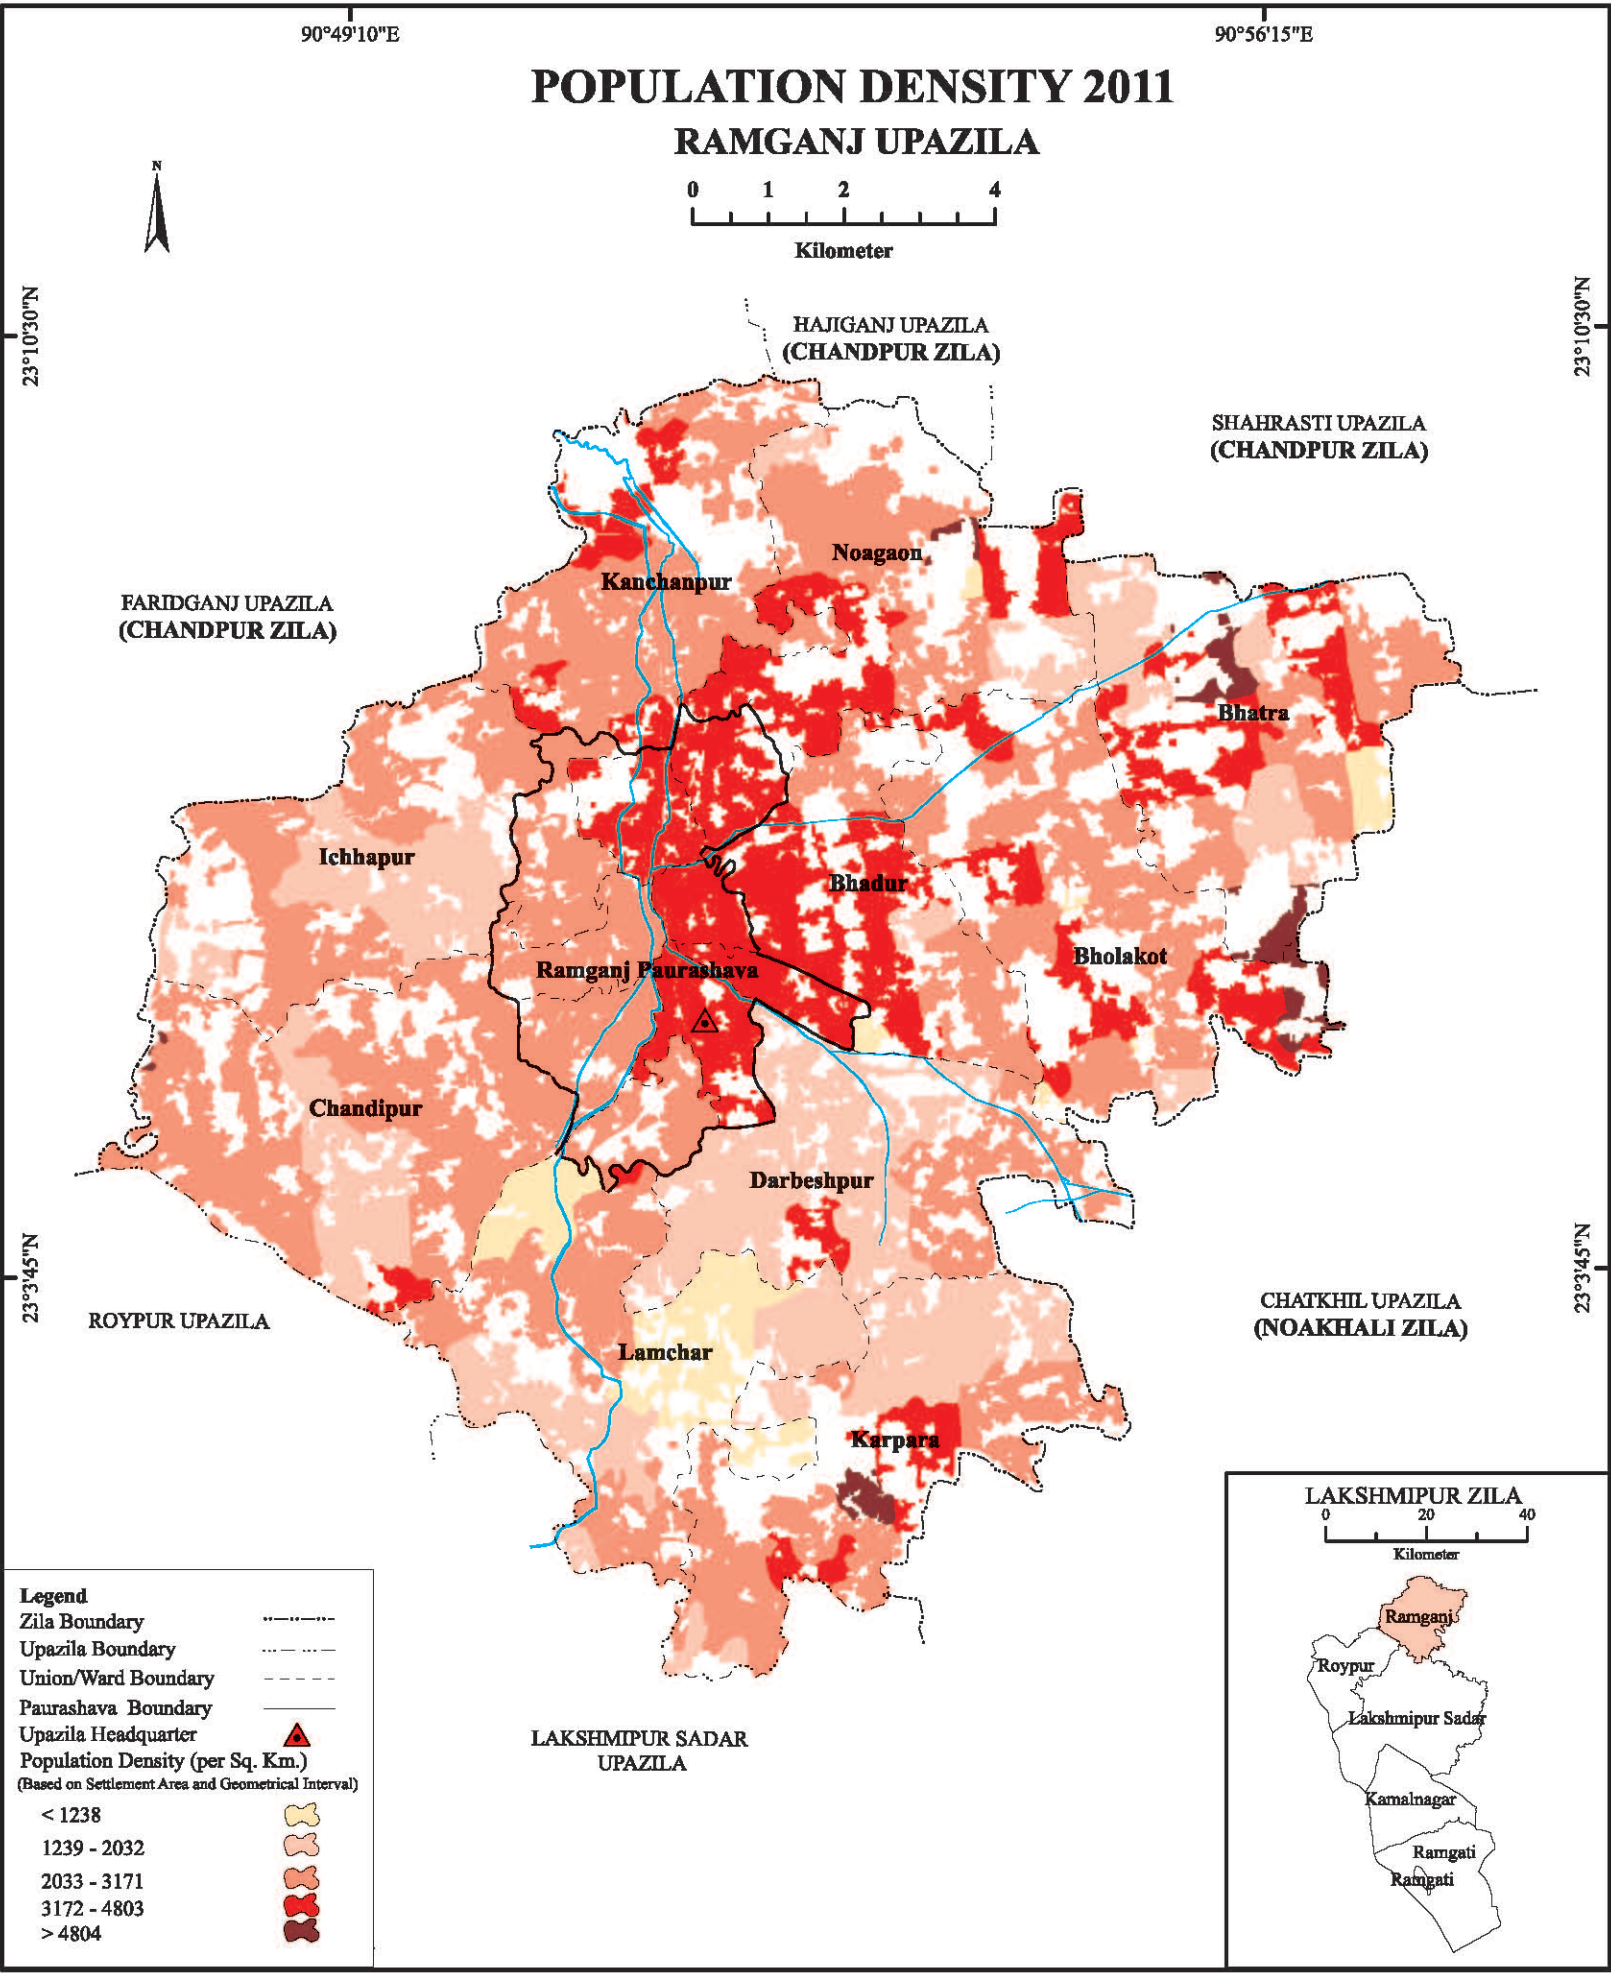 90°49'10"E
90°56'15"E
POPULATION DENSITY 2011
RAMGANJ UPAZILA
N
0 1 2 4
Kilometer
23°10'30"N
23°10'30"N
HAJIGANJ UPAZILA
(CHANDPUR ZILA)
SHAHRASTI UPAZILA
(CHANDPUR ZILA)
Noagaon
Kanchanpur
FARIDGANJ UPAZILA
(CHANDPUR ZILA)
Bhatra
Ichhapur
Bhadur
Bholakot
Ramganj Paurashava
Chandipur
Darbeshpur
23°3'45"N
23°3'45"N
ROYPUR UPAZILA
CHATKHIL UPAZILA
(NOAKHALI ZILA)
Lamchar
Karpara
LAKSHMIPUR SADAR
UPAZILA
Legend
Zila Boundary
Upazila Boundary
Union/Ward Boundary
Paurashava Boundary
Upazila Headquarter
Population Density (per Sq. Km.)
(Based on Settlement Area and Geometrical Interval)
< 1238
1239 - 2032
2033 - 3171
3172 - 4803
> 4804
LAKSHMIPUR ZILA
0 20 40
Kilometer
Ramganj
Roypur
Lakshmipur Sadar
Kamalnagar
Ramgati
Ramgati